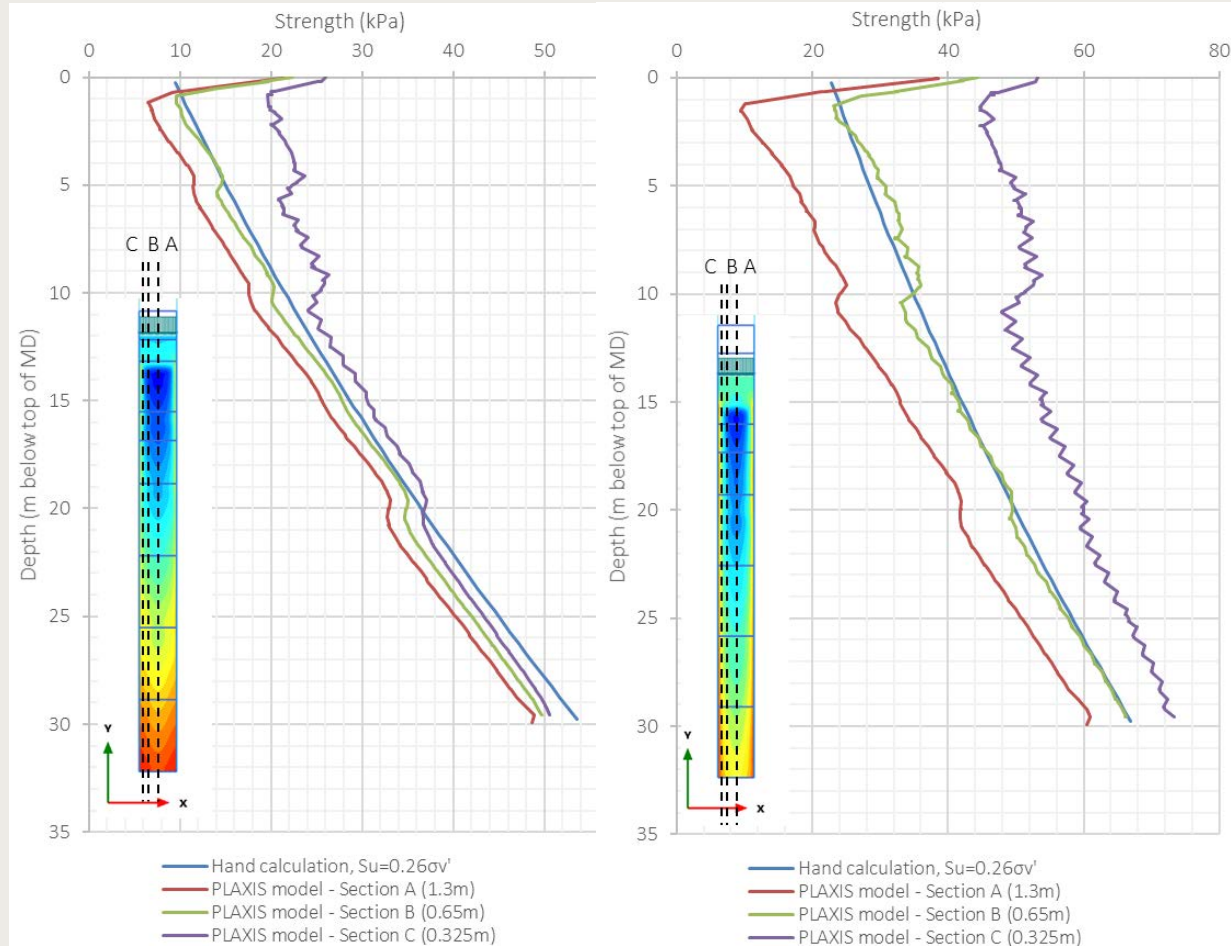 Strength (kPa)
0 10 20 30 40 50
0
5
10
15
20
25
30
35
Depth (m below top of MD)
C B A
Y
X
Hand calculation, Su=0.26σv'
PLAXIS model - Section A (1.3m)
PLAXIS model - Section B (0.65m)
PLAXIS model - Section C (0.325m)
Strength (kPa)
0 20 40 60 80
0
5
10
15
20
25
30
35
Depth (m below top of MD)
C B A
Y
X
Hand calculation, Su=0.26σv'
PLAXIS model - Section A (1.3m)
PLAXIS model - Section B (0.65m)
PLAXIS model - Section C (0.325m)